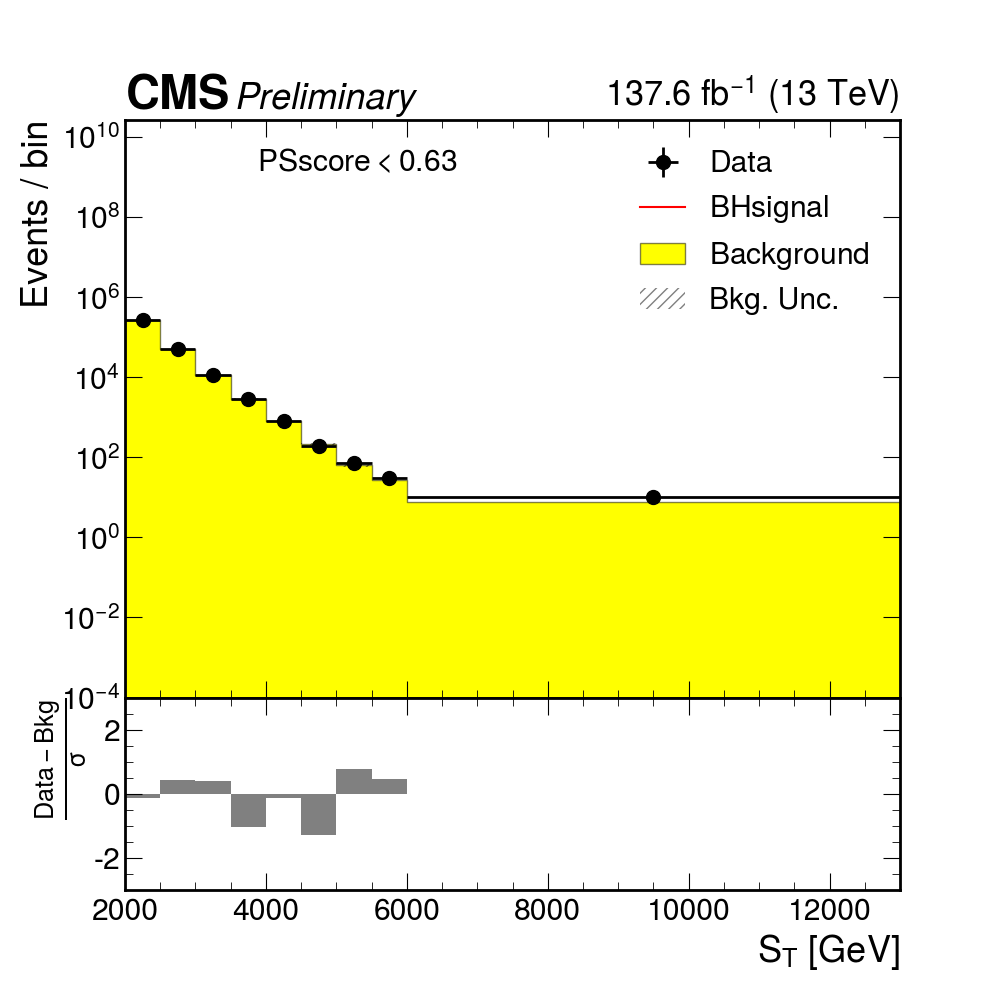 CMS Preliminary 137.6 fb⁻¹ (13 TeV)
Events / bin
10¹⁰
10⁸
10⁶
10⁴
10²
10⁰
10⁻²
10⁻⁴
PSscore < 0.63
Data
BHsignal
Background
Bkg. Unc.
Data – Bkg
σ
2
0
-2
2000 4000 6000 8000 10000 12000
S_T [GeV]